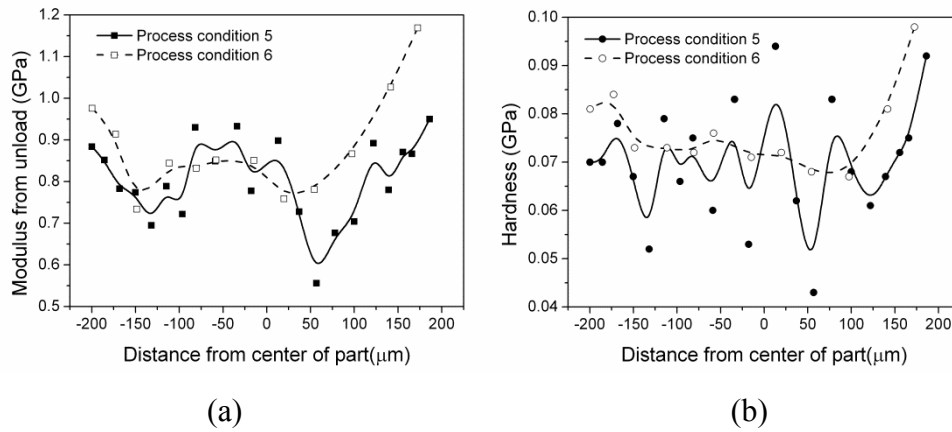 1.2
1.1
1.0
0.9
0.8
0.7
0.6
0.5
Modulus from unload (GPa)
Process condition 5
Process condition 6
-200 -150 -100 -50 0 50 100 150 200
Distance from center of part(μm)
(a)
0.10
0.09
0.08
0.07
0.06
0.05
0.04
Hardness (GPa)
Process condition 5
Process condition 6
-200 -150 -100 -50 0 50 100 150 200
Distance from center of part(μm)
(b)